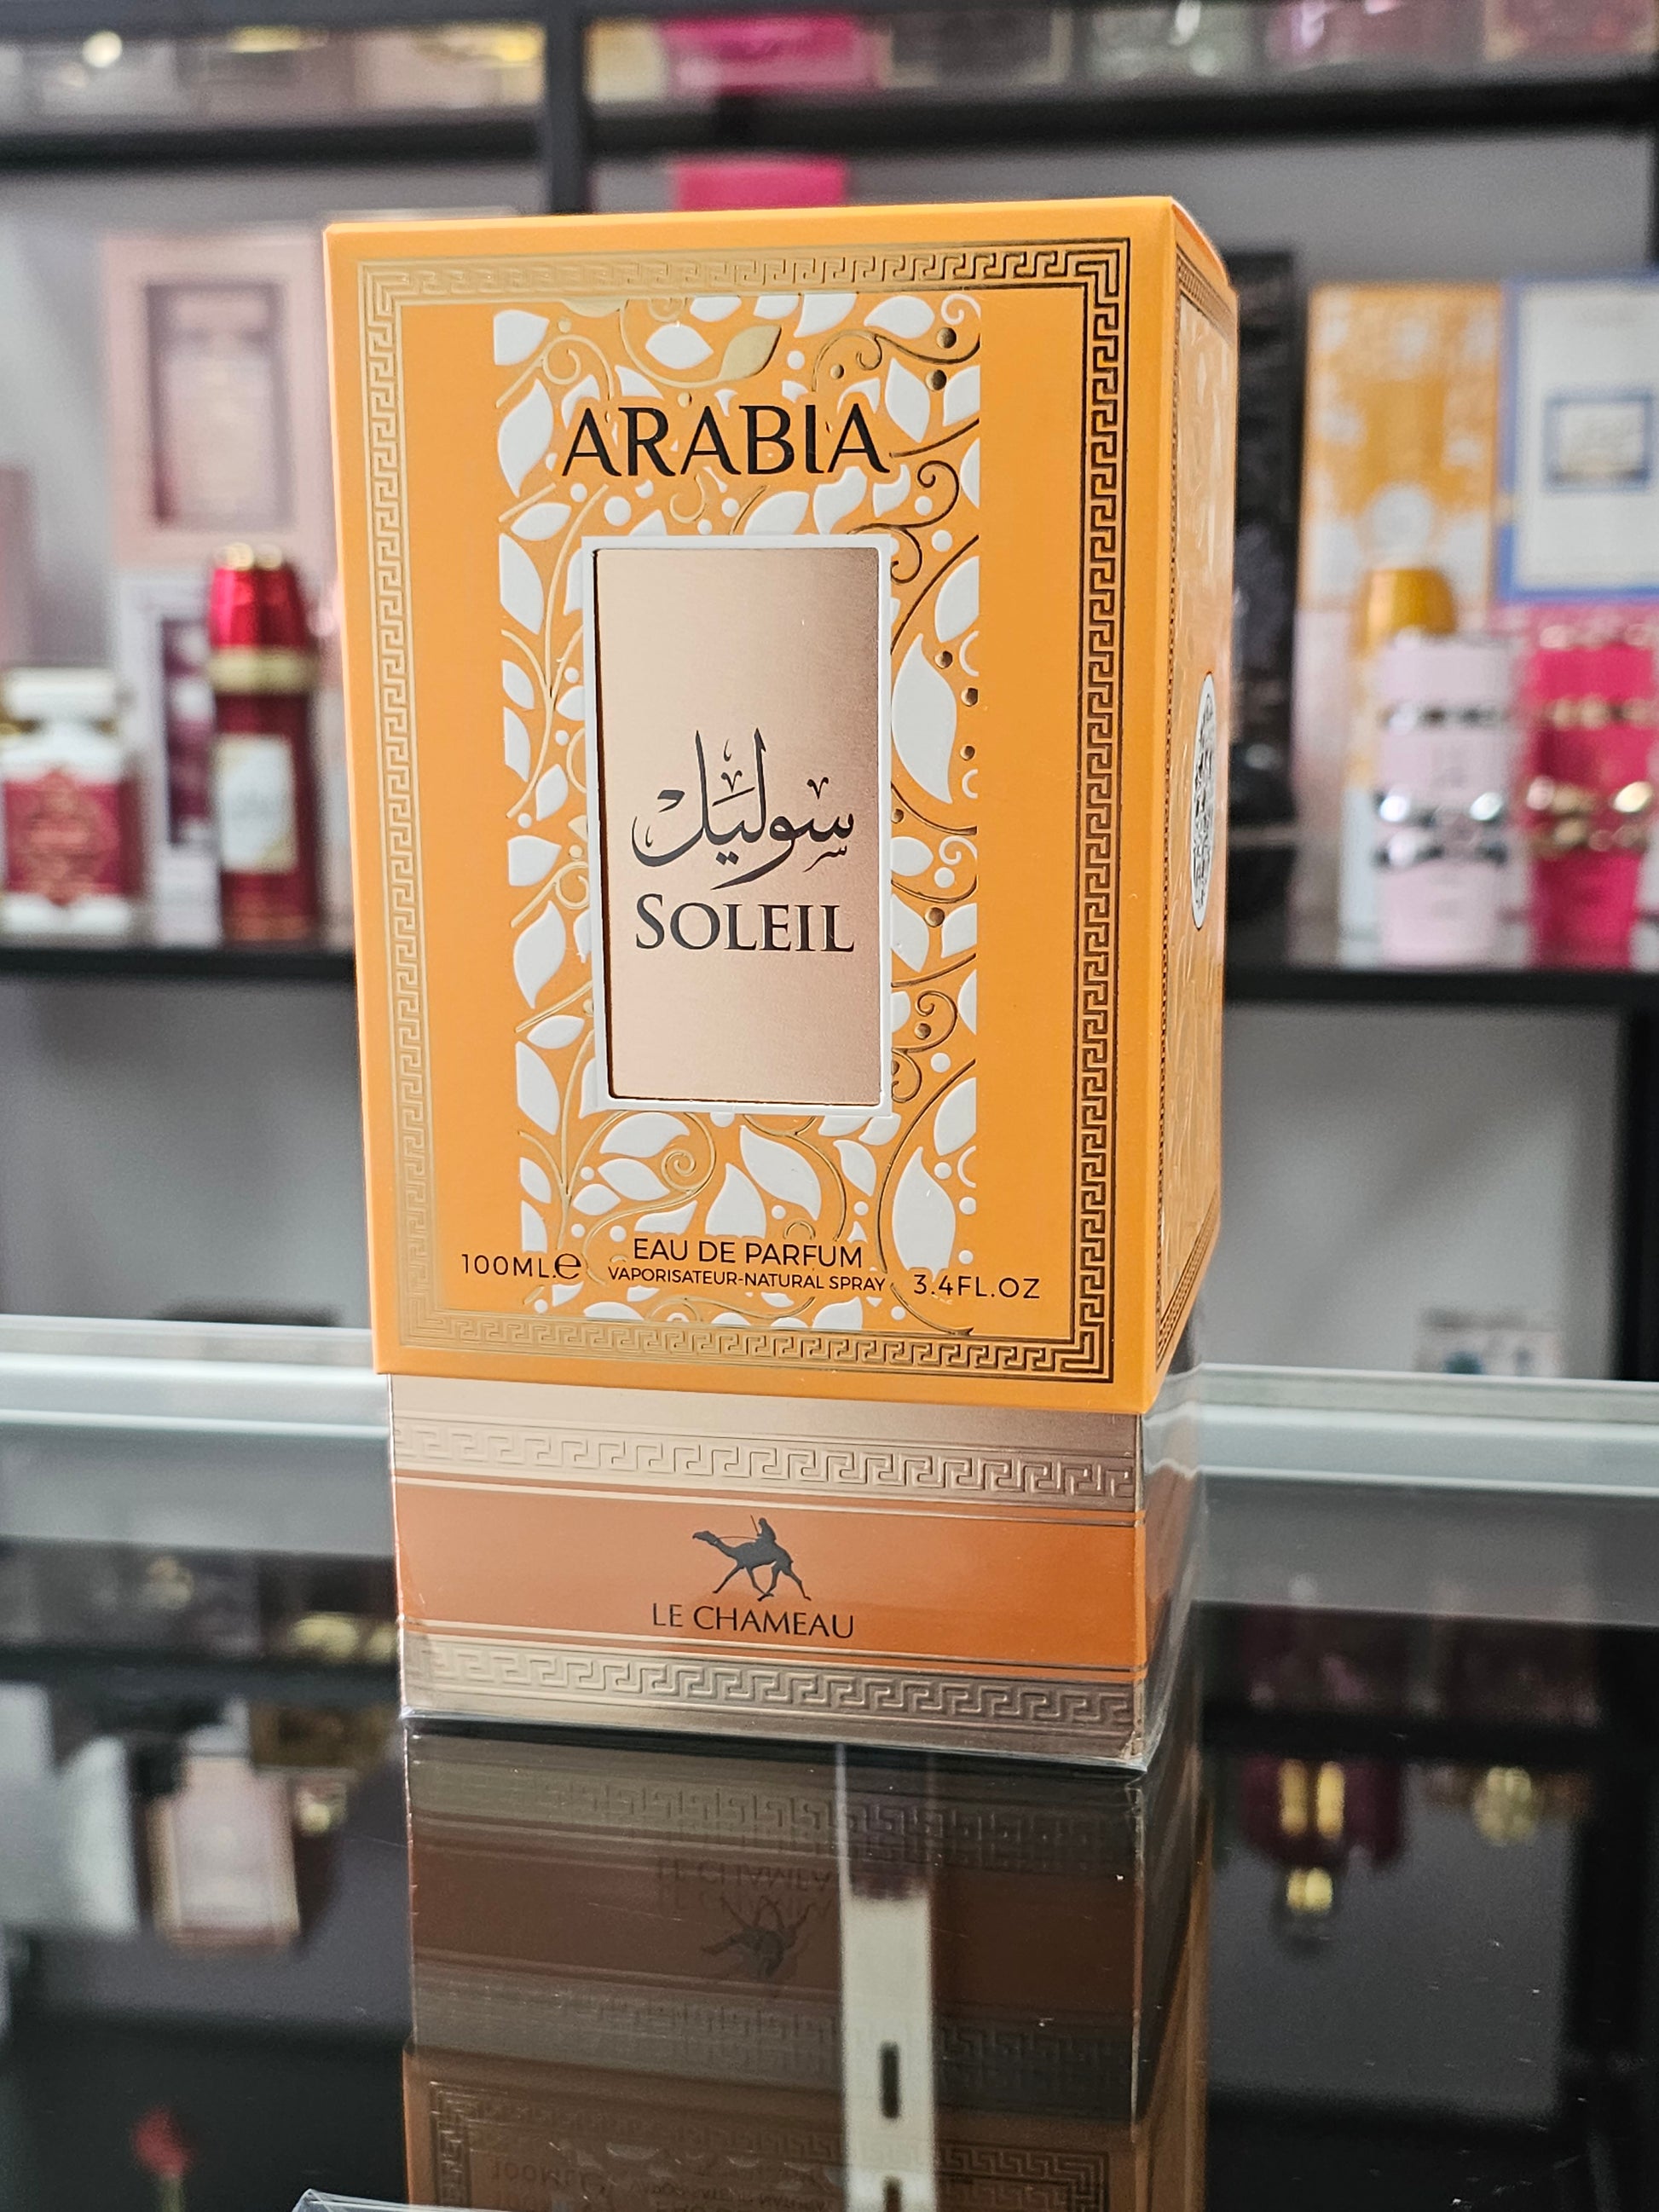 ARABIA
سوليل
SOLEIL
100ML.e EAU DE PARFUM 3.4FL.OZ
VAPORISATEUR-NATURAL SPRAY
LE CHAMEAU